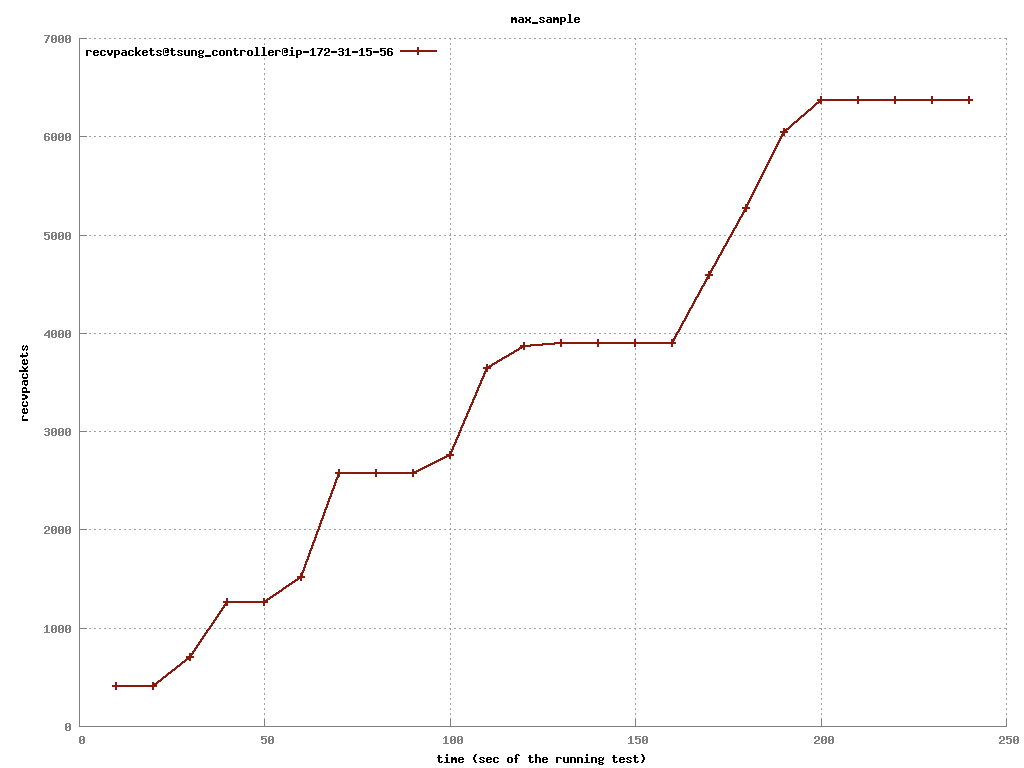 max_sample
recvpackets@tsung_controller@ip-172-31-15-56
7000
6000
5000
4000
3000
2000
1000
0
recvpackets
0 50 100 150 200 250
time (sec of the running test)